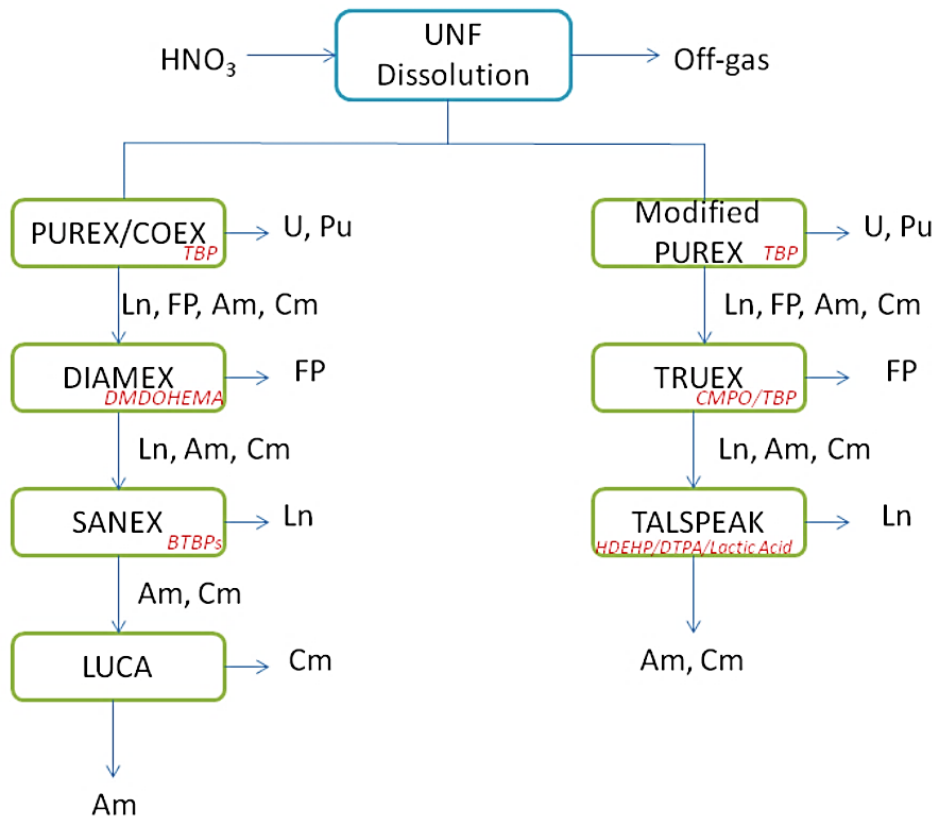 UNF
Dissolution
HNO₃
Off-gas
PUREX/COEX
TBP
U, Pu
Ln, FP, Am, Cm
DIAMEX
DMDOHEMA
FP
Ln, Am, Cm
SANEX
BTBPs
Ln
Am, Cm
LUCA
Cm
Am
Modified
PUREX
TBP
U, Pu
Ln, FP, Am, Cm
TRUEX
CMPO/TBP
FP
Ln, Am, Cm
TALSPEAK
HDEHP/DTPA/Lactic Acid
Ln
Am, Cm